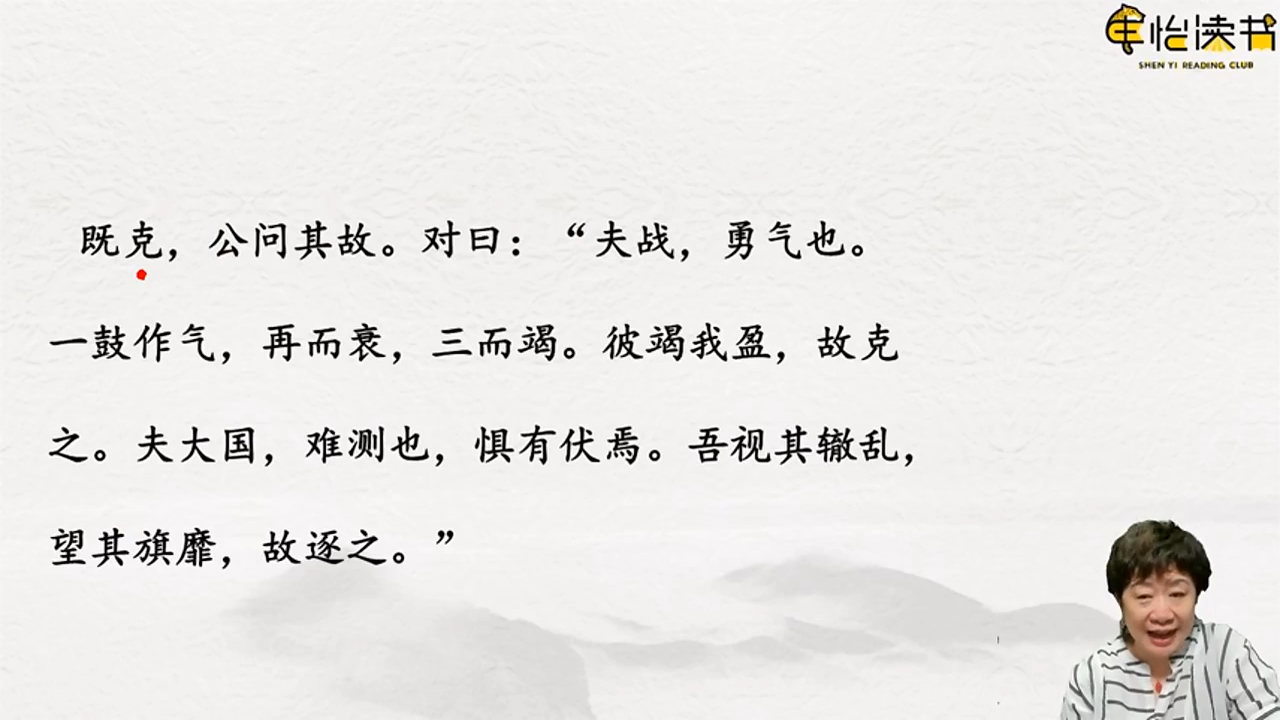 申怡读书
SHEN YI READING CLUB
既克，公问其故。对曰：“夫战，勇气也。
一鼓作气，再而衰，三而竭。彼竭我盈，故克
之。夫大国，难测也，惧有伏焉。吾视其辙乱，
望其旗靡，故逐之。”